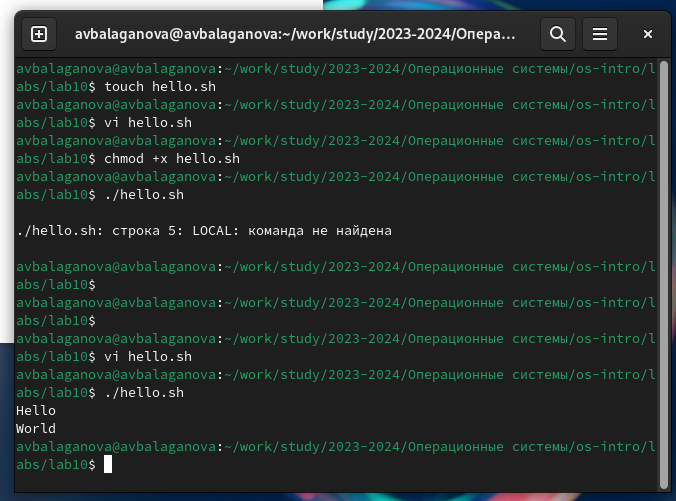 avbalaganova@avbalaganova:~/work/study/2023-2024/Опера...
avbalaganova@avbalaganova:~/work/study/2023-2024/Операционные системы/os-intro/l
abs/lab10$ touch hello.sh
avbalaganova@avbalaganova:~/work/study/2023-2024/Операционные системы/os-intro/l
abs/lab10$ vi hello.sh
avbalaganova@avbalaganova:~/work/study/2023-2024/Операционные системы/os-intro/l
abs/lab10$ chmod +x hello.sh
avbalaganova@avbalaganova:~/work/study/2023-2024/Операционные системы/os-intro/l
abs/lab10$ ./hello.sh
./hello.sh: строка 5: LOCAL: команда не найдена
avbalaganova@avbalaganova:~/work/study/2023-2024/Операционные системы/os-intro/l
abs/lab10$
avbalaganova@avbalaganova:~/work/study/2023-2024/Операционные системы/os-intro/l
abs/lab10$
avbalaganova@avbalaganova:~/work/study/2023-2024/Операционные системы/os-intro/l
abs/lab10$ vi hello.sh
avbalaganova@avbalaganova:~/work/study/2023-2024/Операционные системы/os-intro/l
abs/lab10$ ./hello.sh
Hello
World
avbalaganova@avbalaganova:~/work/study/2023-2024/Операционные системы/os-intro/l
abs/lab10$